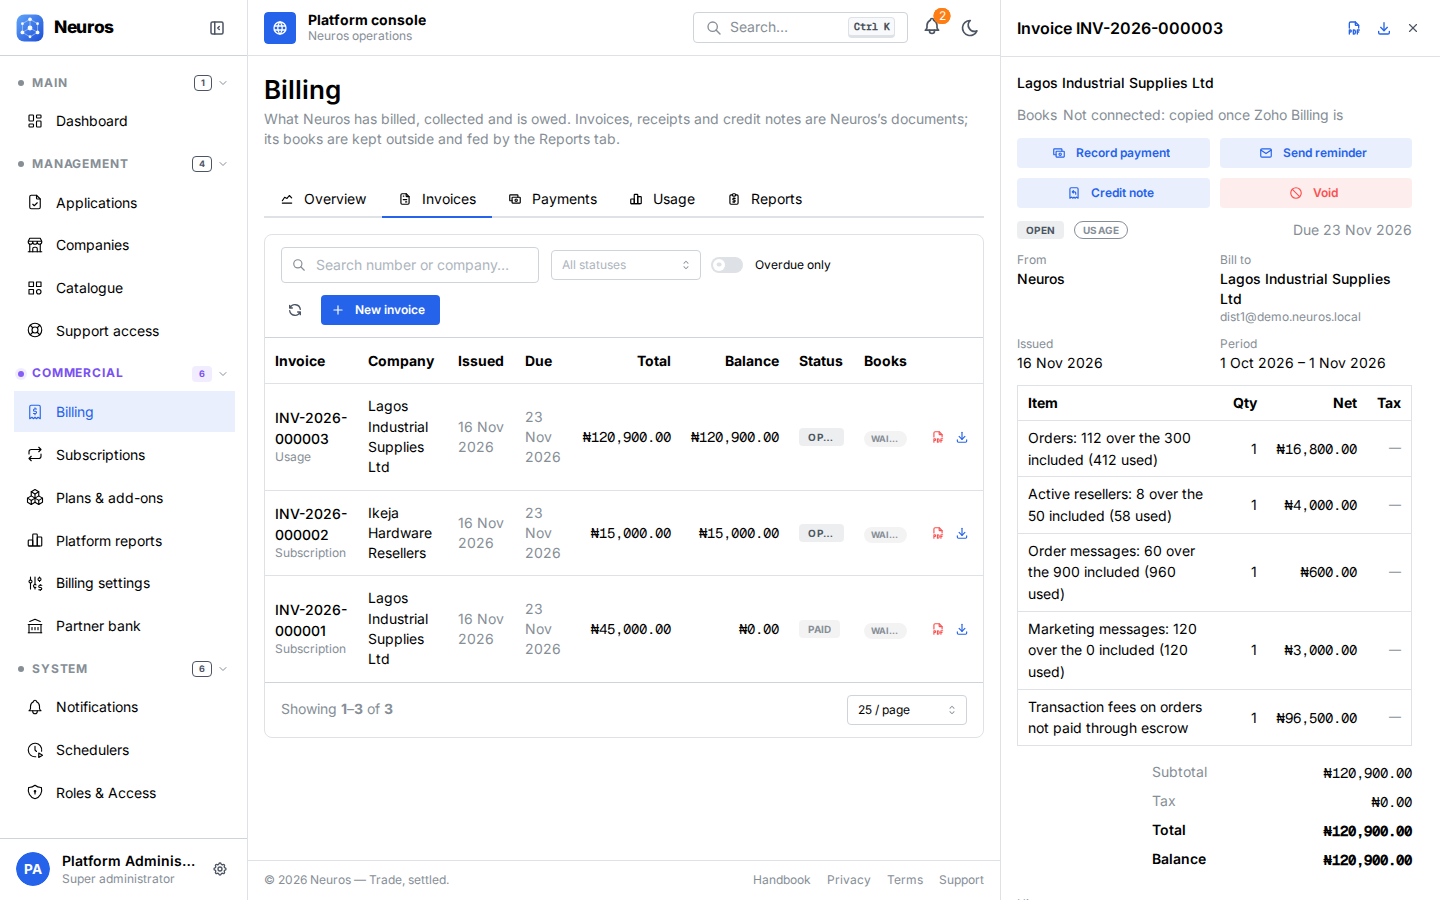 Neuros
MAIN 1
Dashboard
MANAGEMENT 4
Applications
Companies
Catalogue
Support access
COMMERCIAL 6
Billing
Subscriptions
Plans & add-ons
Platform reports
Billing settings
Partner bank
SYSTEM 6
Notifications
Schedulers
Roles & Access
PA
Platform Adminis...
Super administrator
Platform console
Neuros operations
Search... Ctrl K
2
Billing
What Neuros has billed, collected and is owed. Invoices, receipts and credit notes are Neuros's documents;
its books are kept outside and fed by the Reports tab.
Overview Invoices Payments Usage Reports
Search number or company... All statuses Overdue only
New invoice
Invoice Company Issued Due Total Balance Status Books
INV-2026-
000003
Usage
Lagos
Industrial
Supplies
Ltd
16 Nov
2026
23
Nov
2026
₦120,900.00 ₦120,900.00 OP... WAI... PDF
INV-2026-
000002
Subscription
Ikeja
Hardware
Resellers
16 Nov
2026
23
Nov
2026
₦15,000.00 ₦15,000.00 OP... WAI... PDF
INV-2026-
000001
Subscription
Lagos
Industrial
Supplies
Ltd
16 Nov
2026
23
Nov
2026
₦45,000.00 ₦0.00 PAID WAI... PDF
Showing 1–3 of 3 25 / page
© 2026 Neuros — Trade, settled. Handbook Privacy Terms Support
Invoice INV-2026-000003 PDF
Lagos Industrial Supplies Ltd
Books Not connected: copied once Zoho Billing is
Record payment Send reminder
Credit note Void
OPEN USAGE Due 23 Nov 2026
From
Neuros
Bill to
Lagos Industrial Supplies
Ltd
dist1@demo.neuros.local
Issued
16 Nov 2026
Period
1 Oct 2026 – 1 Nov 2026
Item Qty Net Tax
Orders: 112 over the 300
included (412 used)
1 ₦16,800.00 —
Active resellers: 8 over the
50 included (58 used)
1 ₦4,000.00 —
Order messages: 60 over
the 900 included (960
used)
1 ₦600.00 —
Marketing messages: 120
over the 0 included (120
used)
1 ₦3,000.00 —
Transaction fees on orders
not paid through escrow
1 ₦96,500.00 —
Subtotal ₦120,900.00
Tax ₦0.00
Total ₦120,900.00
Balance ₦120,900.00